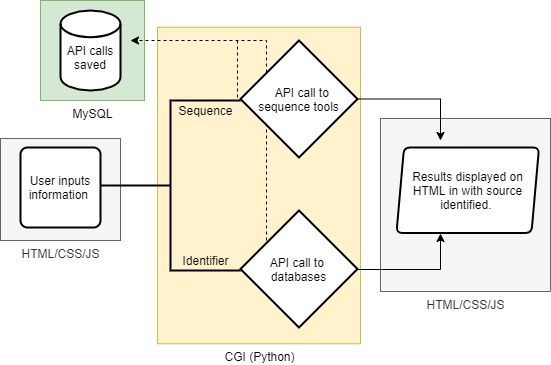 API calls
saved
MySQL
User inputs
information
HTML/CSS/JS
Sequence
API call to
sequence tools
Identifier
API call to
databases
CGI (Python)
Results displayed on
HTML in with source
identified.
HTML/CSS/JS